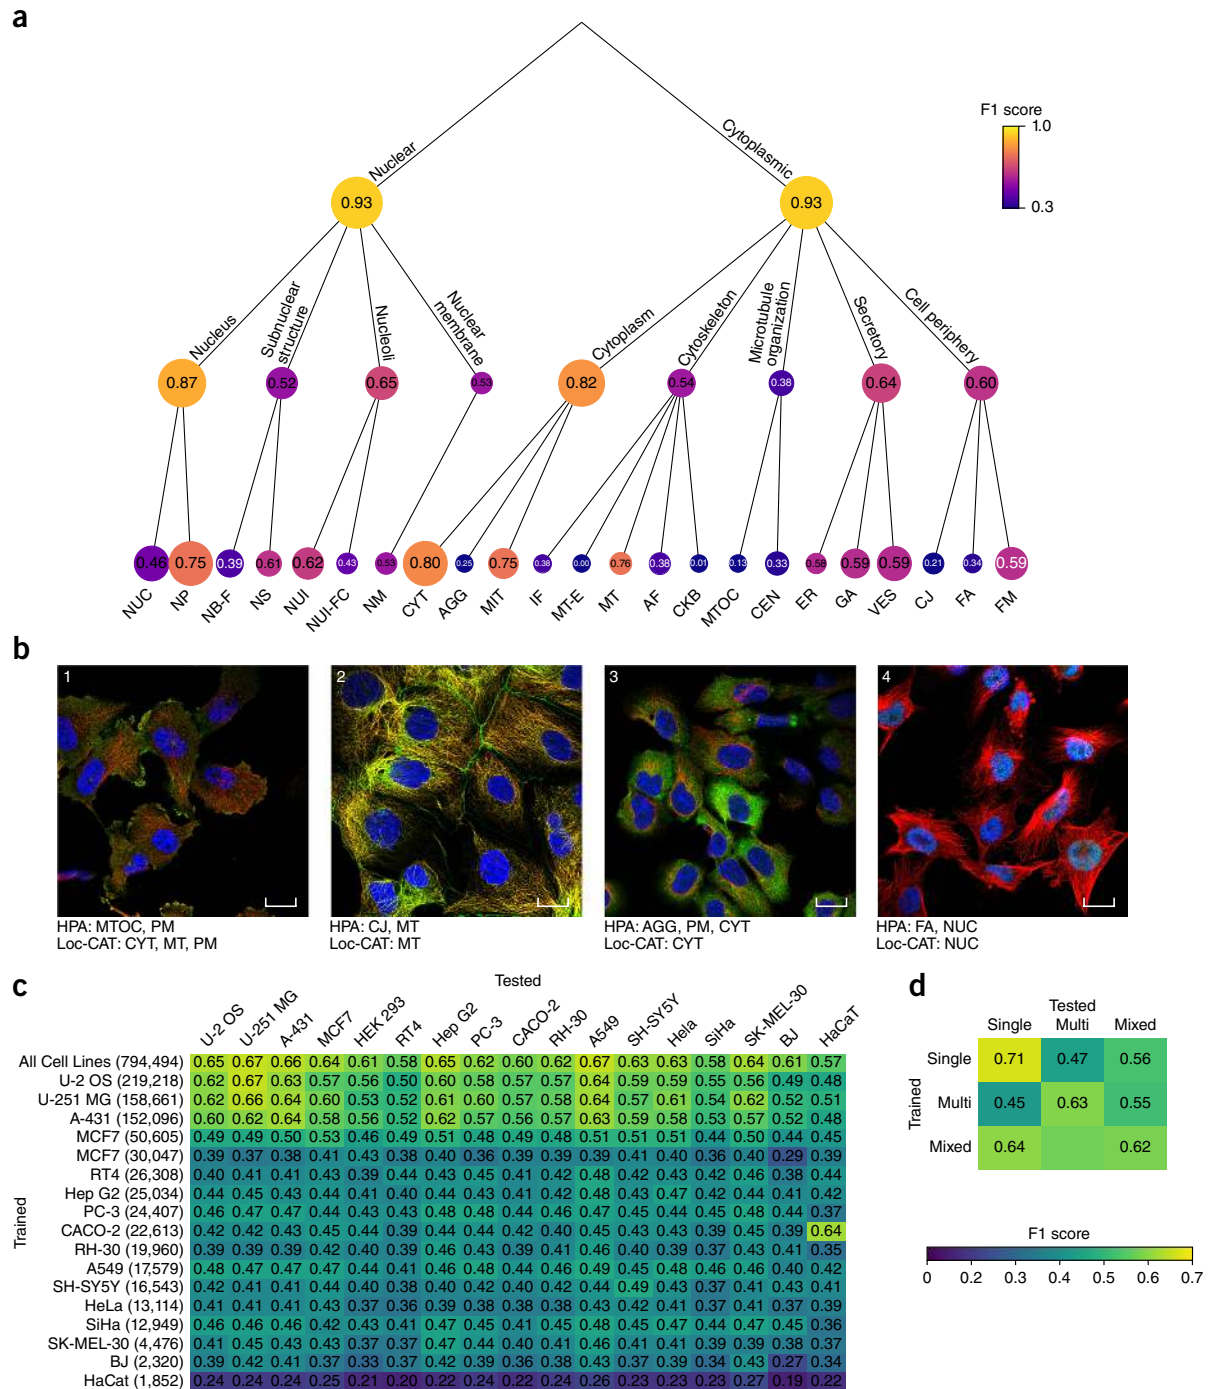 a
F1 score
1.0
0.3
Nuclear
Cytoplasmic
0.93 0.93
Nucleus
Subnuclear
structure
Nucleoli
Nuclear
membrane
Cytoplasm
Cytoskeleton
Microtubule
organization
Secretory
Cell periphery
0.87 0.52 0.65 0.53 0.82 0.54 0.38 0.64 0.60
0.46 0.75 0.39 0.61 0.62 0.43 0.53 0.80 0.25 0.75 0.38 0.00 0.76 0.38 0.01 0.13 0.33 0.58 0.59 0.59 0.21 0.34 0.59
NUC NP NB-F NS NUI NUI-FC NM CYT AGG MIT IF MT-E MT AF CKB MTOC CEN ER GA VES CJ FA FM
b
1 2 3 4
HPA: MTOC, PM
Loc-CAT: CYT, MT, PM
HPA: CJ, MT
Loc-CAT: MT
HPA: AGG, PM, CYT
Loc-CAT: CYT
HPA: FA, NUC
Loc-CAT: NUC
c
Tested
U-2 OS U-251 MG A-431 MCF7 HEK 293 RT4 Hep G2 PC-3 CACO-2 RH-30 A549 SH-SY5Y Hela SiHa SK-MEL-30 BJ HaCaT
Trained
All Cell Lines (794,494) 0.65 0.67 0.66 0.64 0.61 0.58 0.65 0.62 0.60 0.62 0.67 0.63 0.63 0.58 0.64 0.61 0.57
U-2 OS (219,218) 0.62 0.67 0.63 0.57 0.56 0.50 0.60 0.58 0.57 0.57 0.64 0.59 0.59 0.55 0.56 0.49 0.48
U-251 MG (158,661) 0.62 0.66 0.64 0.60 0.53 0.52 0.61 0.60 0.57 0.58 0.64 0.57 0.61 0.54 0.62 0.52 0.51
A-431 (152,096) 0.60 0.62 0.64 0.58 0.56 0.52 0.62 0.57 0.56 0.57 0.63 0.59 0.58 0.53 0.57 0.52 0.48
MCF7 (50,605) 0.49 0.49 0.50 0.53 0.46 0.49 0.51 0.48 0.49 0.48 0.51 0.51 0.51 0.44 0.50 0.44 0.45
MCF7 (30,047) 0.39 0.37 0.38 0.41 0.43 0.38 0.40 0.36 0.39 0.39 0.39 0.41 0.40 0.36 0.40 0.29 0.39
RT4 (26,308) 0.40 0.41 0.41 0.43 0.39 0.44 0.43 0.45 0.41 0.42 0.48 0.43 0.43 0.42 0.46 0.38 0.44
Hep G2 (25,034) 0.44 0.45 0.43 0.44 0.41 0.40 0.44 0.43 0.41 0.42 0.48 0.43 0.47 0.42 0.44 0.41 0.42
PC-3 (24,407) 0.46 0.47 0.47 0.44 0.43 0.43 0.48 0.48 0.44 0.46 0.47 0.45 0.44 0.45 0.48 0.44 0.37
CACO-2 (22,613) 0.42 0.42 0.43 0.45 0.44 0.39 0.44 0.44 0.42 0.40 0.45 0.43 0.43 0.39 0.45 0.39 0.64
RH-30 (19,960) 0.39 0.39 0.39 0.42 0.40 0.39 0.46 0.43 0.39 0.41 0.46 0.40 0.39 0.37 0.43 0.41 0.35
A549 (17,579) 0.48 0.47 0.47 0.47 0.44 0.41 0.46 0.48 0.44 0.46 0.49 0.45 0.48 0.46 0.46 0.40 0.42
SH-SY5Y (16,543) 0.42 0.41 0.41 0.44 0.40 0.38 0.40 0.42 0.40 0.42 0.44 0.49 0.43 0.37 0.41 0.43 0.41
HeLa (13,114) 0.41 0.41 0.41 0.43 0.37 0.36 0.39 0.38 0.38 0.38 0.43 0.42 0.41 0.37 0.41 0.37 0.39
SiHa (12,949) 0.46 0.46 0.46 0.42 0.43 0.41 0.47 0.45 0.41 0.45 0.48 0.45 0.47 0.44 0.47 0.45 0.36
SK-MEL-30 (4,476) 0.41 0.45 0.43 0.43 0.37 0.37 0.47 0.44 0.40 0.41 0.46 0.41 0.41 0.39 0.39 0.38 0.37
BJ (2,320) 0.39 0.42 0.41 0.37 0.33 0.37 0.42 0.39 0.36 0.38 0.43 0.37 0.39 0.34 0.43 0.27 0.34
HaCat (1,852) 0.24 0.24 0.24 0.25 0.21 0.20 0.22 0.24 0.22 0.24 0.26 0.23 0.23 0.23 0.27 0.19 0.22
d
Tested
Single Multi Mixed
Trained
Single 0.71 0.47 0.56
Multi 0.45 0.63 0.55
Mixed 0.64 0.62
F1 score
0 0.2 0.3 0.4 0.5 0.6 0.7